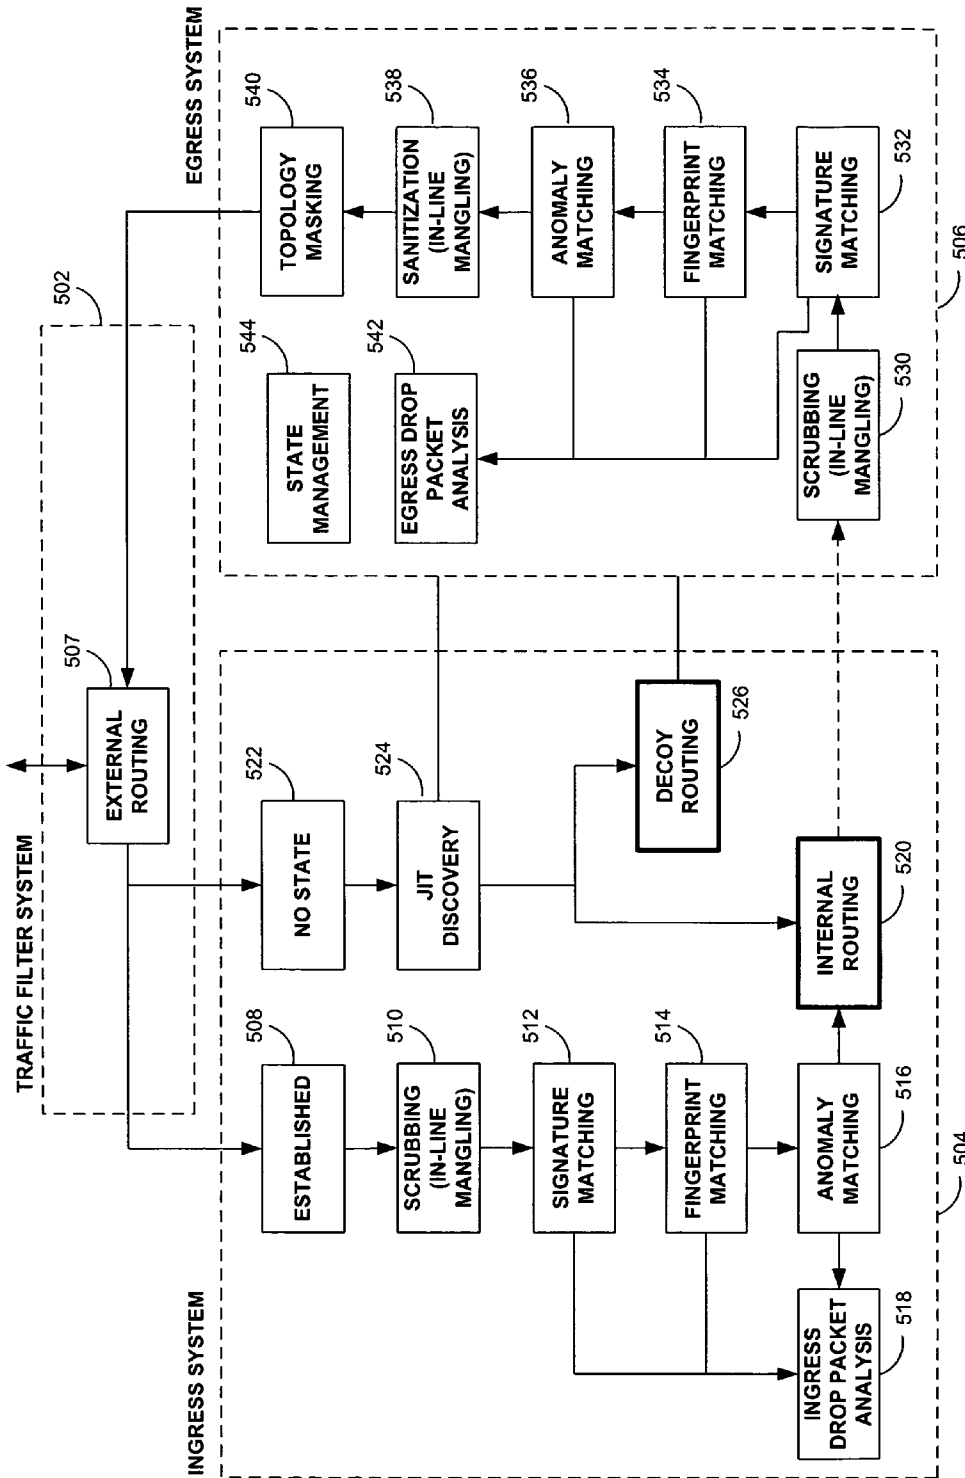 TRAFFIC FILTER SYSTEM
502
507
EXTERNAL
ROUTING
INGRESS SYSTEM
504
508
ESTABLISHED
510
SCRUBBING
(IN-LINE
MANGLING)
512
SIGNATURE
MATCHING
514
FINGERPRINT
MATCHING
516
ANOMALY
MATCHING
518
INGRESS
DROP PACKET
ANALYSIS
522
NO STATE
524
JIT
DISCOVERY
526
DECOY
ROUTING
520
INTERNAL
ROUTING
EGRESS SYSTEM
506
540
TOPOLOGY
MASKING
538
SANITIZATION
(IN-LINE
MANGLING)
536
ANOMALY
MATCHING
534
FINGERPRINT
MATCHING
532
SIGNATURE
MATCHING
544
STATE
MANAGEMENT
542
EGRESS DROP
PACKET
ANALYSIS
530
SCRUBBING
(IN-LINE
MANGLING)